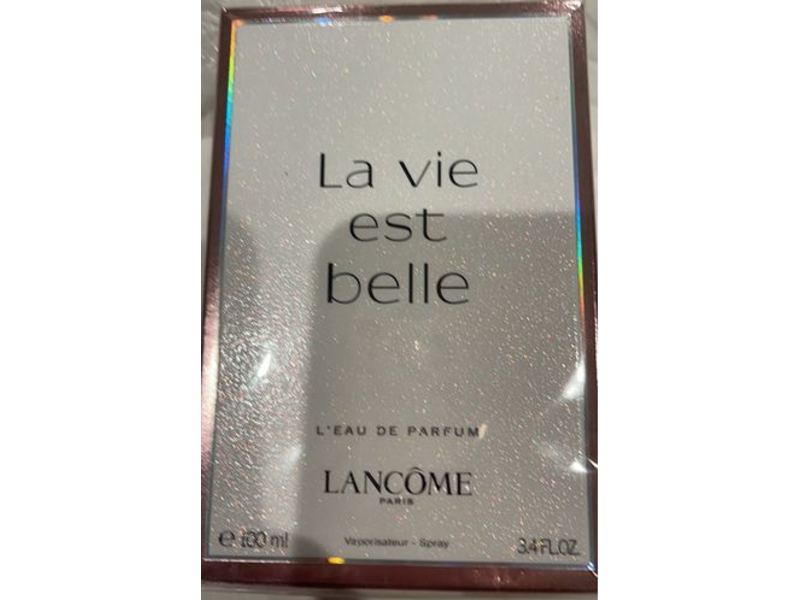 La vie
est
belle
L'EAU DE PARFUM
LANCÔME
PARIS
e 100 ml Vaporisateur - Spray 3.4 FL.OZ.